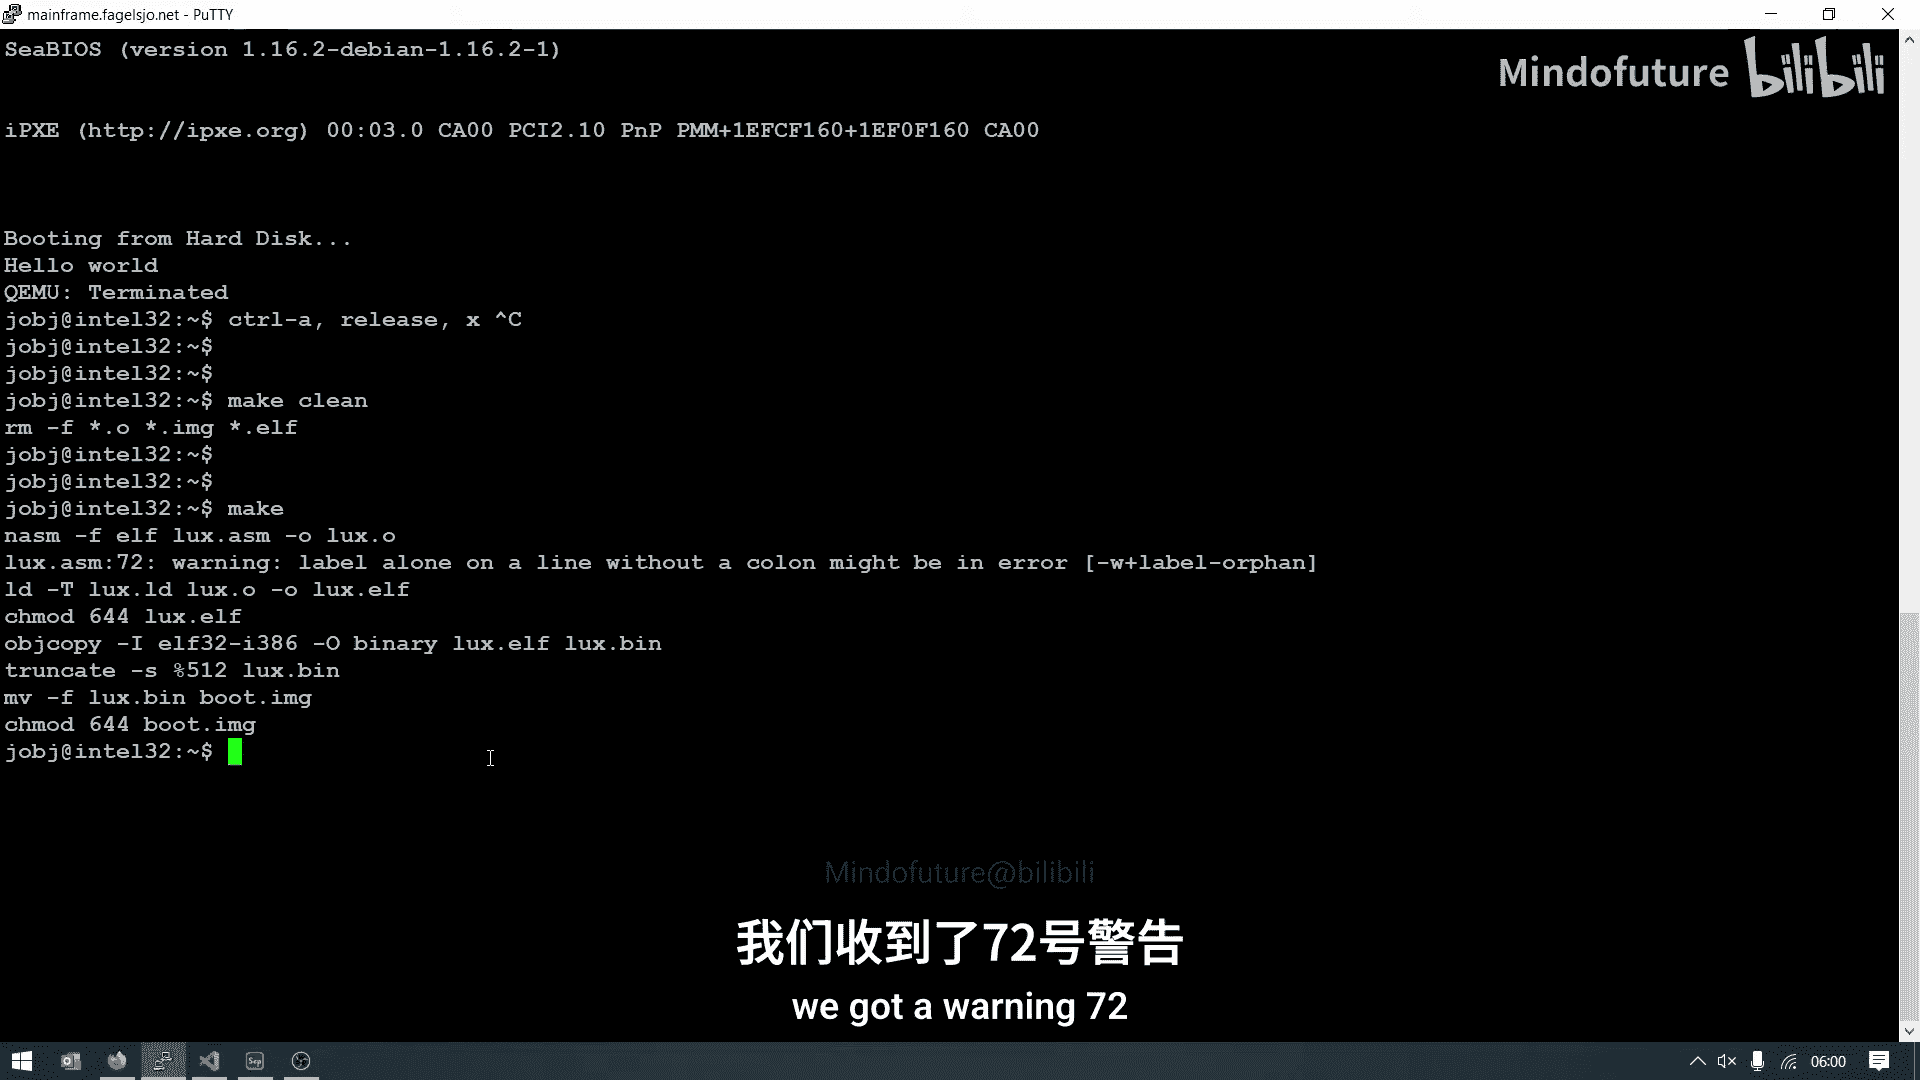 mainframe.fagelsjo.net - PuTTY
SeaBIOS (version 1.16.2-debian-1.16.2-1)
Mindofuture bilibili
iPXE (http://ipxe.org) 00:03.0 CA00 PCI2.10 PnP PMM+1EFCF160+1EF0F160 CA00
Booting from Hard Disk...
Hello world
QEMU: Terminated
jobj@intel32:~$ ctrl-a, release, x ^C
jobj@intel32:~$
jobj@intel32:~$
jobj@intel32:~$ make clean
rm -f *.o *.img *.elf
jobj@intel32:~$
jobj@intel32:~$
jobj@intel32:~$ make
nasm -f elf lux.asm -o lux.o
lux.asm:72: warning: label alone on a line without a colon might be in error [-w+label-orphan]
ld -T lux.ld lux.o -o lux.elf
chmod 644 lux.elf
objcopy -I elf32-i386 -O binary lux.elf lux.bin
truncate -s %512 lux.bin
mv -f lux.bin boot.img
chmod 644 boot.img
jobj@intel32:~$
Mindofuture@bilibili
我们收到了72号警告
we got a warning 72
06:00